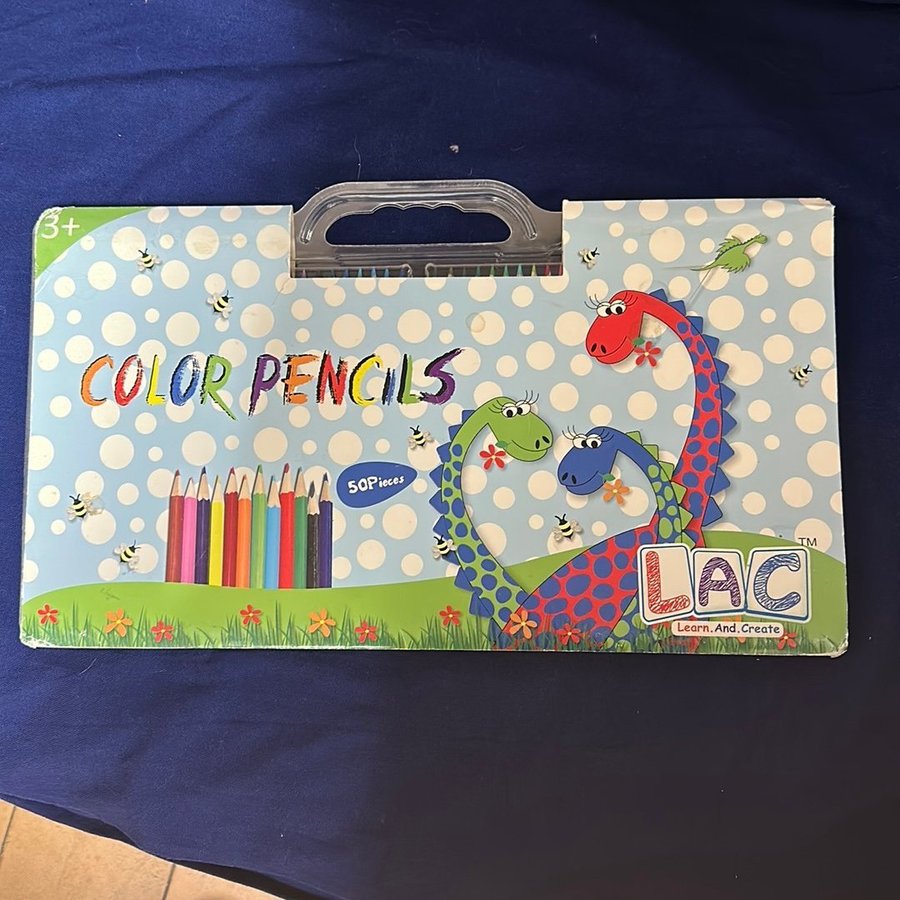 3+
COLOR PENCILS
50Pieces
LAC TM
Learn.And.Create